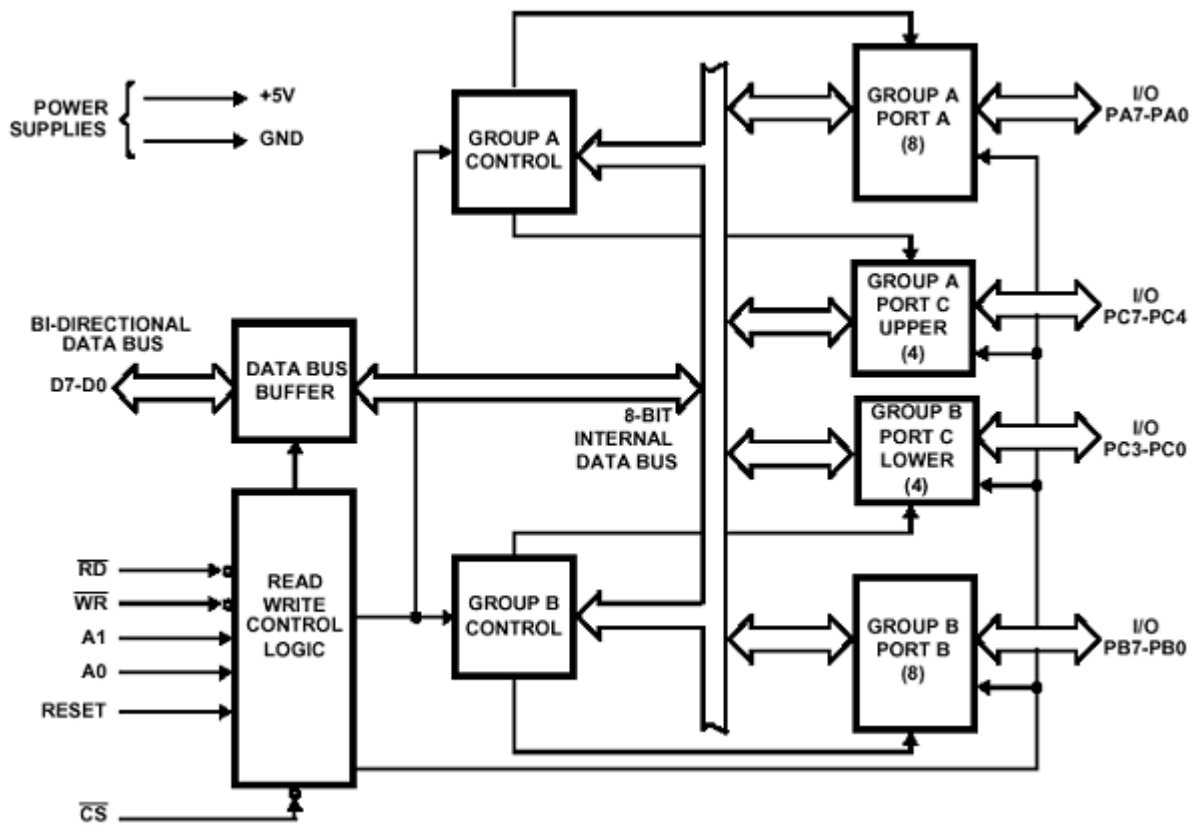 POWER
SUPPLIES
+5V
GND
GROUP A
CONTROL
GROUP A
PORT A
(8)
I/O
PA7-PA0
GROUP A
PORT C
UPPER
(4)
I/O
PC7-PC4
BI-DIRECTIONAL
DATA BUS
D7-D0
DATA BUS
BUFFER
8-BIT
INTERNAL
DATA BUS
GROUP B
PORT C
LOWER
(4)
I/O
PC3-PC0
RD
WR
A1
A0
RESET
CS
READ
WRITE
CONTROL
LOGIC
GROUP B
CONTROL
GROUP B
PORT B
(8)
I/O
PB7-PB0